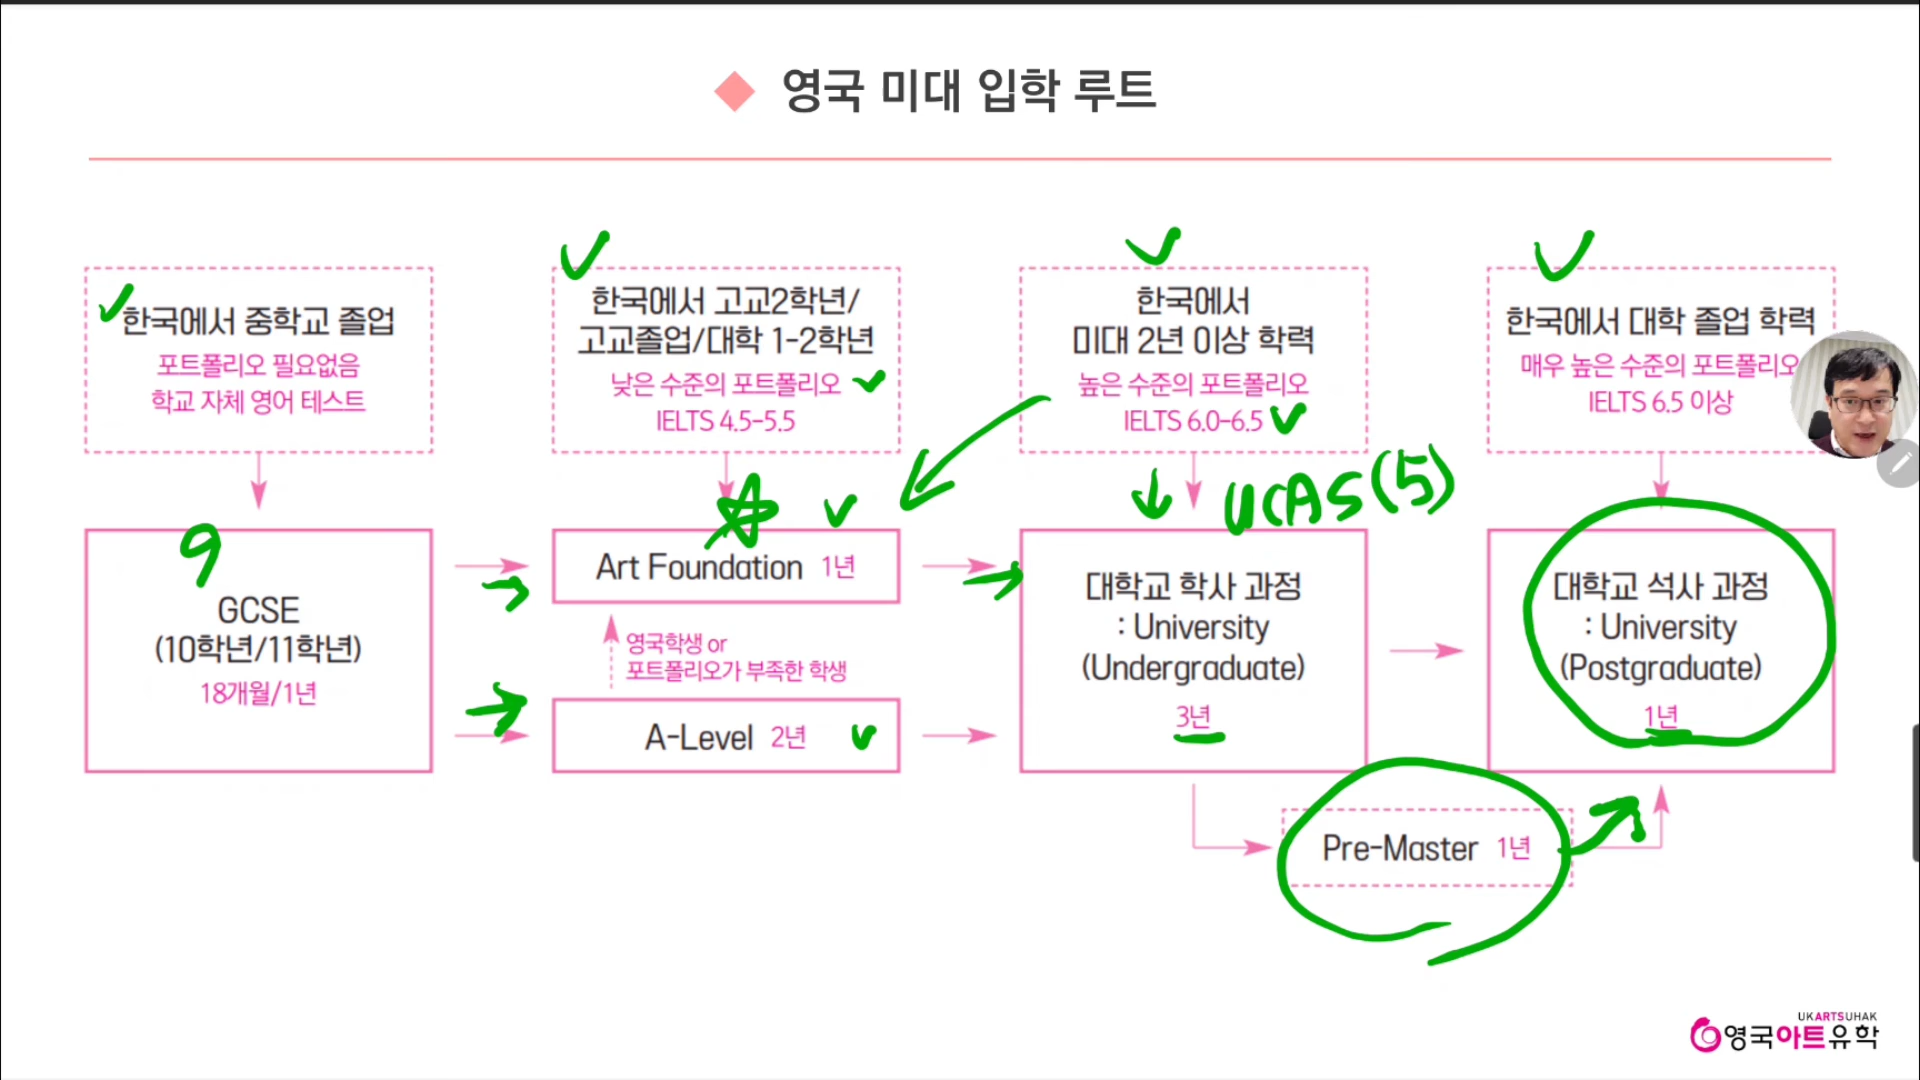 영국 미대 입학 루트
한국에서 중학교 졸업
포트폴리오 필요없음
학교 자체 영어 테스트
한국에서 고교2학년/
고교졸업/대학 1-2학년
낮은 수준의 포트폴리오
IELTS 4.5-5.5
한국에서
미대 2년 이상 학력
높은 수준의 포트폴리오
IELTS 6.0-6.5
한국에서 대학 졸업 학력
매우 높은 수준의 포트폴리오
IELTS 6.5 이상
UCAS(5)
9
GCSE
(10학년/11학년)
18개월/1년
Art Foundation 1년
영국학생 or
포트폴리오가 부족한 학생
A-Level 2년
대학교 학사 과정
: University
(Undergraduate)
3년
대학교 석사 과정
: University
(Postgraduate)
1년
Pre-Master 1년
UKARTSUHAK
영국아트유학